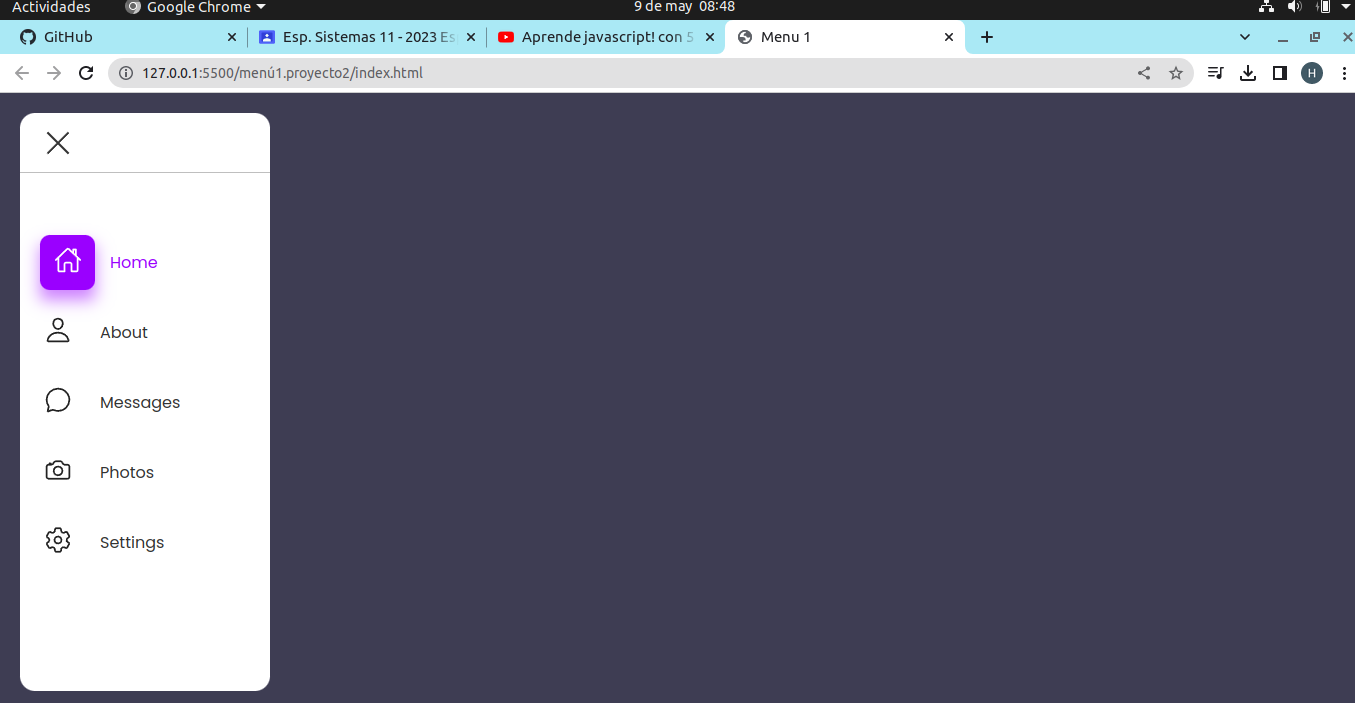 Actividades Google Chrome 9 de may 08:48
GitHub Esp. Sistemas 11 - 2023 Es Aprende javascript! con 5 Menu 1
127.0.0.1:5500/menú1.proyecto2/index.html H
Home
About
Messages
Photos
Settings